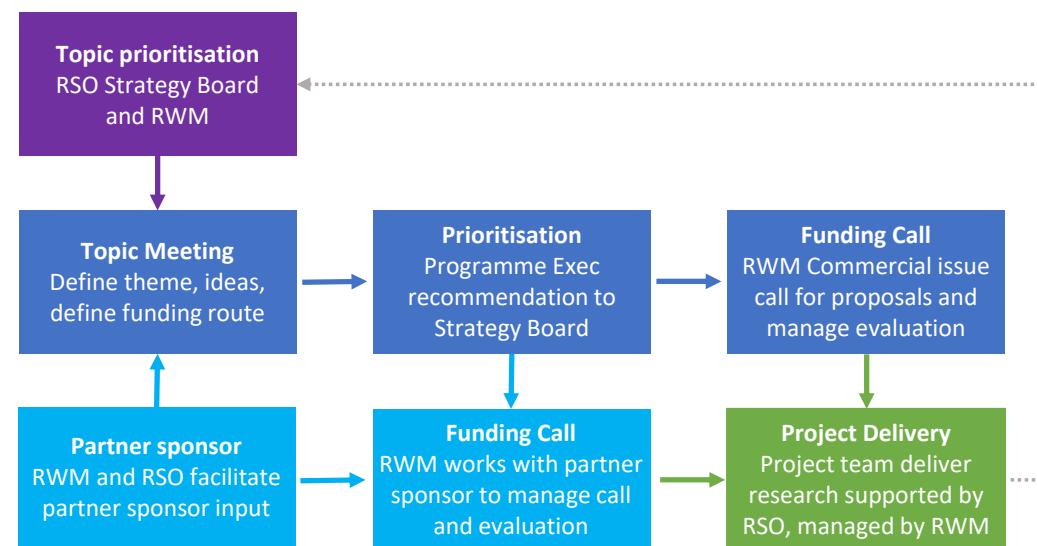 Topic prioritisation
RSO Strategy Board
and RWM
Topic Meeting
Define theme, ideas,
define funding route
Prioritisation
Programme Exec
recommendation to
Strategy Board
Funding Call
RWM Commercial issue
call for proposals and
manage evaluation
Partner sponsor
RWM and RSO facilitate
partner sponsor input
Funding Call
RWM works with partner
sponsor to manage call
and evaluation
Project Delivery
Project team deliver
research supported by
RSO, managed by RWM